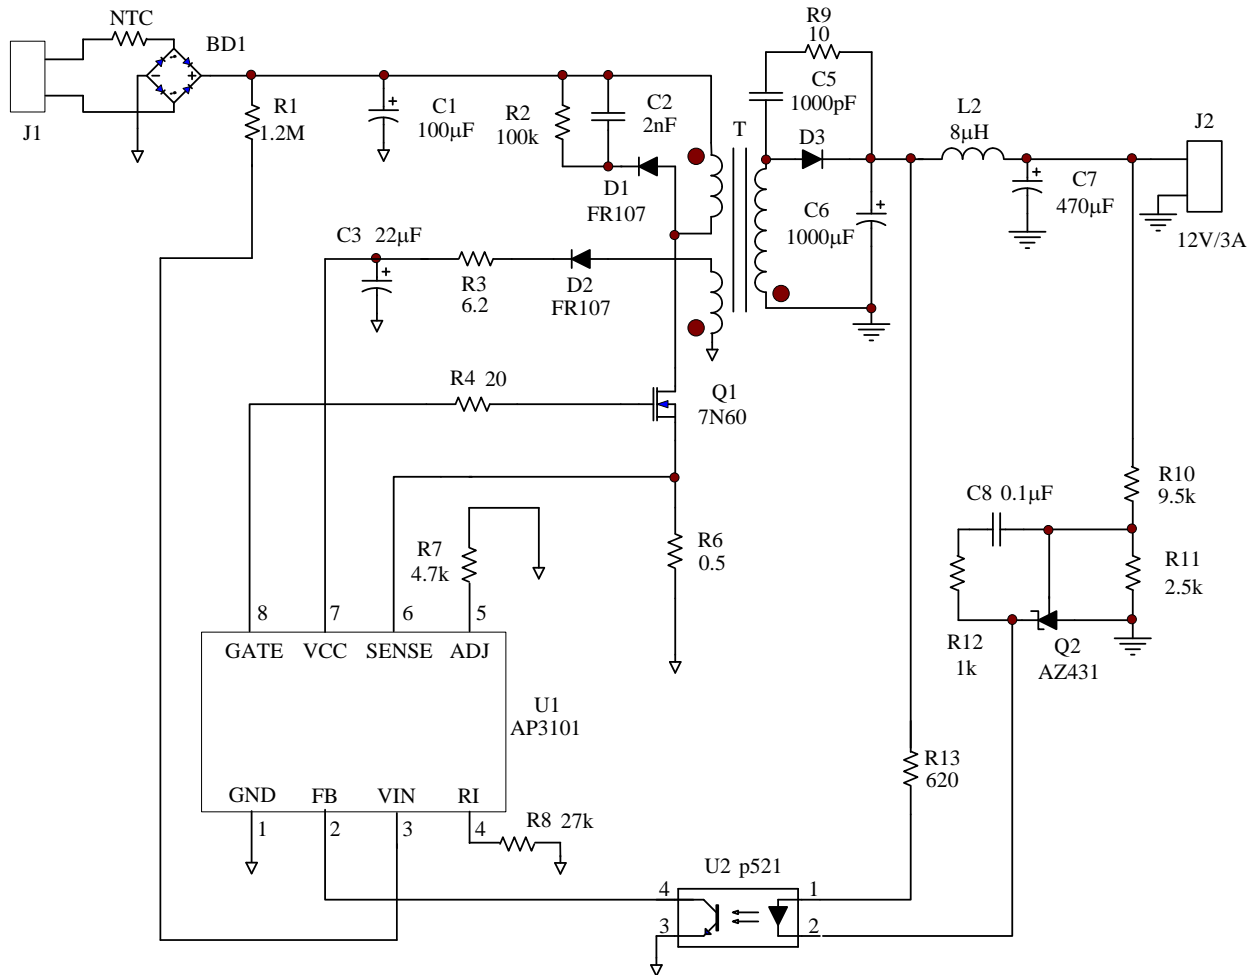 NTC
BD1
J1
R1
1.2M
C1
100μF
R2
100k
C2
2nF
D1
FR107
T
R9
10
C5
1000pF
D3
C6
1000μF
L2
8μH
C7
470μF
J2
12V/3A
C3 22μF
R3
6.2
D2
FR107
R4 20
Q1
7N60
R6
0.5
R7
4.7k
8
7
6
5
GATE
VCC
SENSE
ADJ
U1
AP3101
GND
FB
VIN
RI
1
2
3
4
R8 27k
C8 0.1μF
R10
9.5k
R11
2.5k
R12
1k
Q2
AZ431
R13
620
U2 p521
4
3
1
2